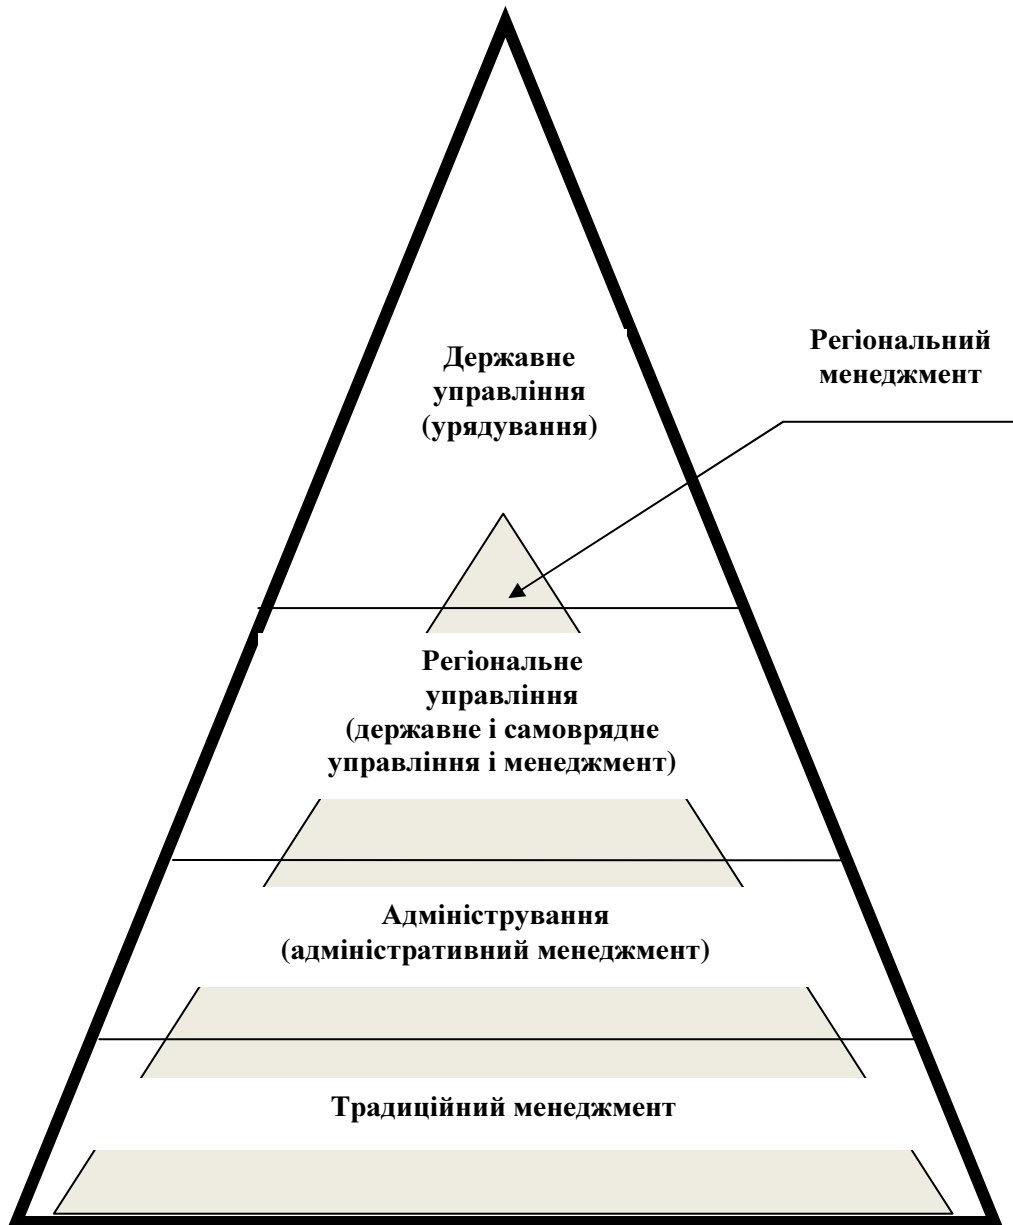 Державне
управління
(урядування)
Регіональний
менеджмент
Регіональне
управління
(державне і самоврядне
управління і менеджмент)
Адміністрування
(адміністративний менеджмент)
Традиційний менеджмент